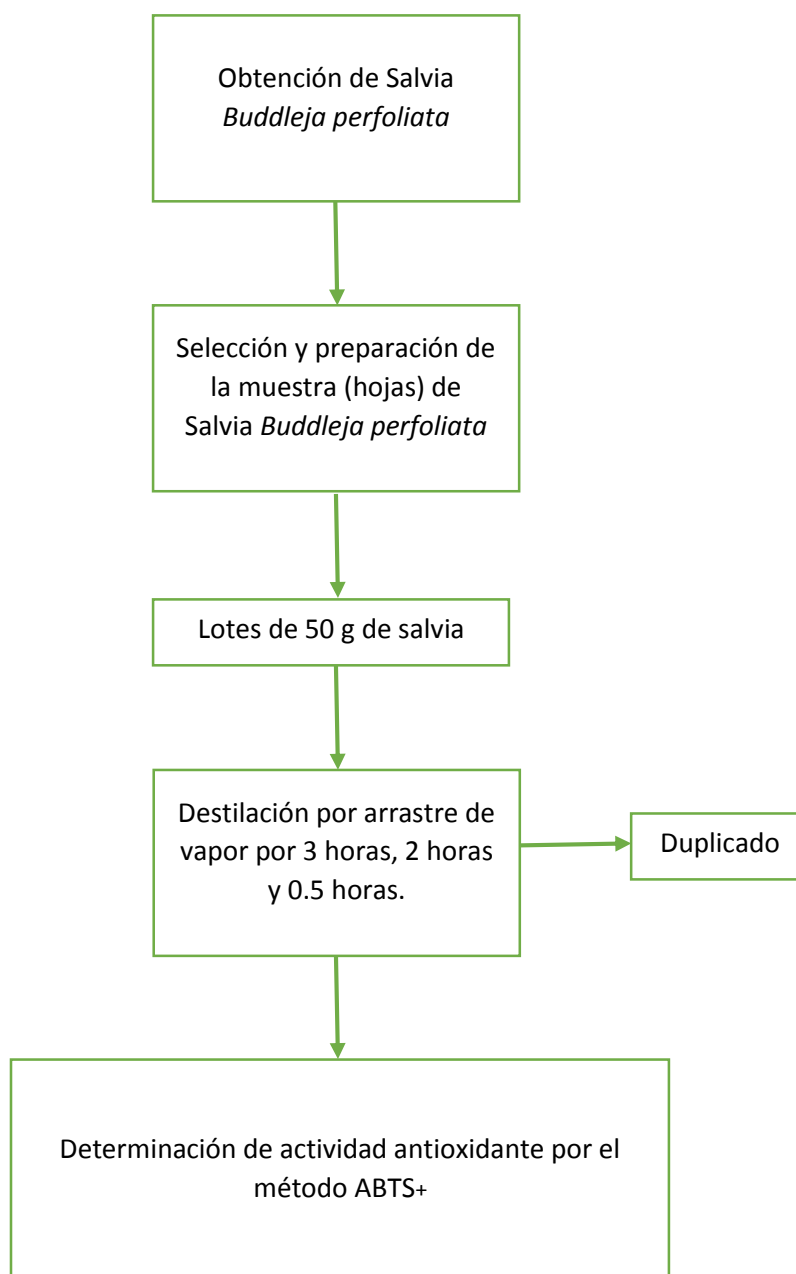 Obtención de Salvia
Buddleja perfoliata
Selección y preparación de
la muestra (hojas) de
Salvia Buddleja perfoliata
Lotes de 50 g de salvia
Destilación por arrastre de
vapor por 3 horas, 2 horas
y 0.5 horas.
Duplicado
Determinación de actividad antioxidante por el
método ABTS+